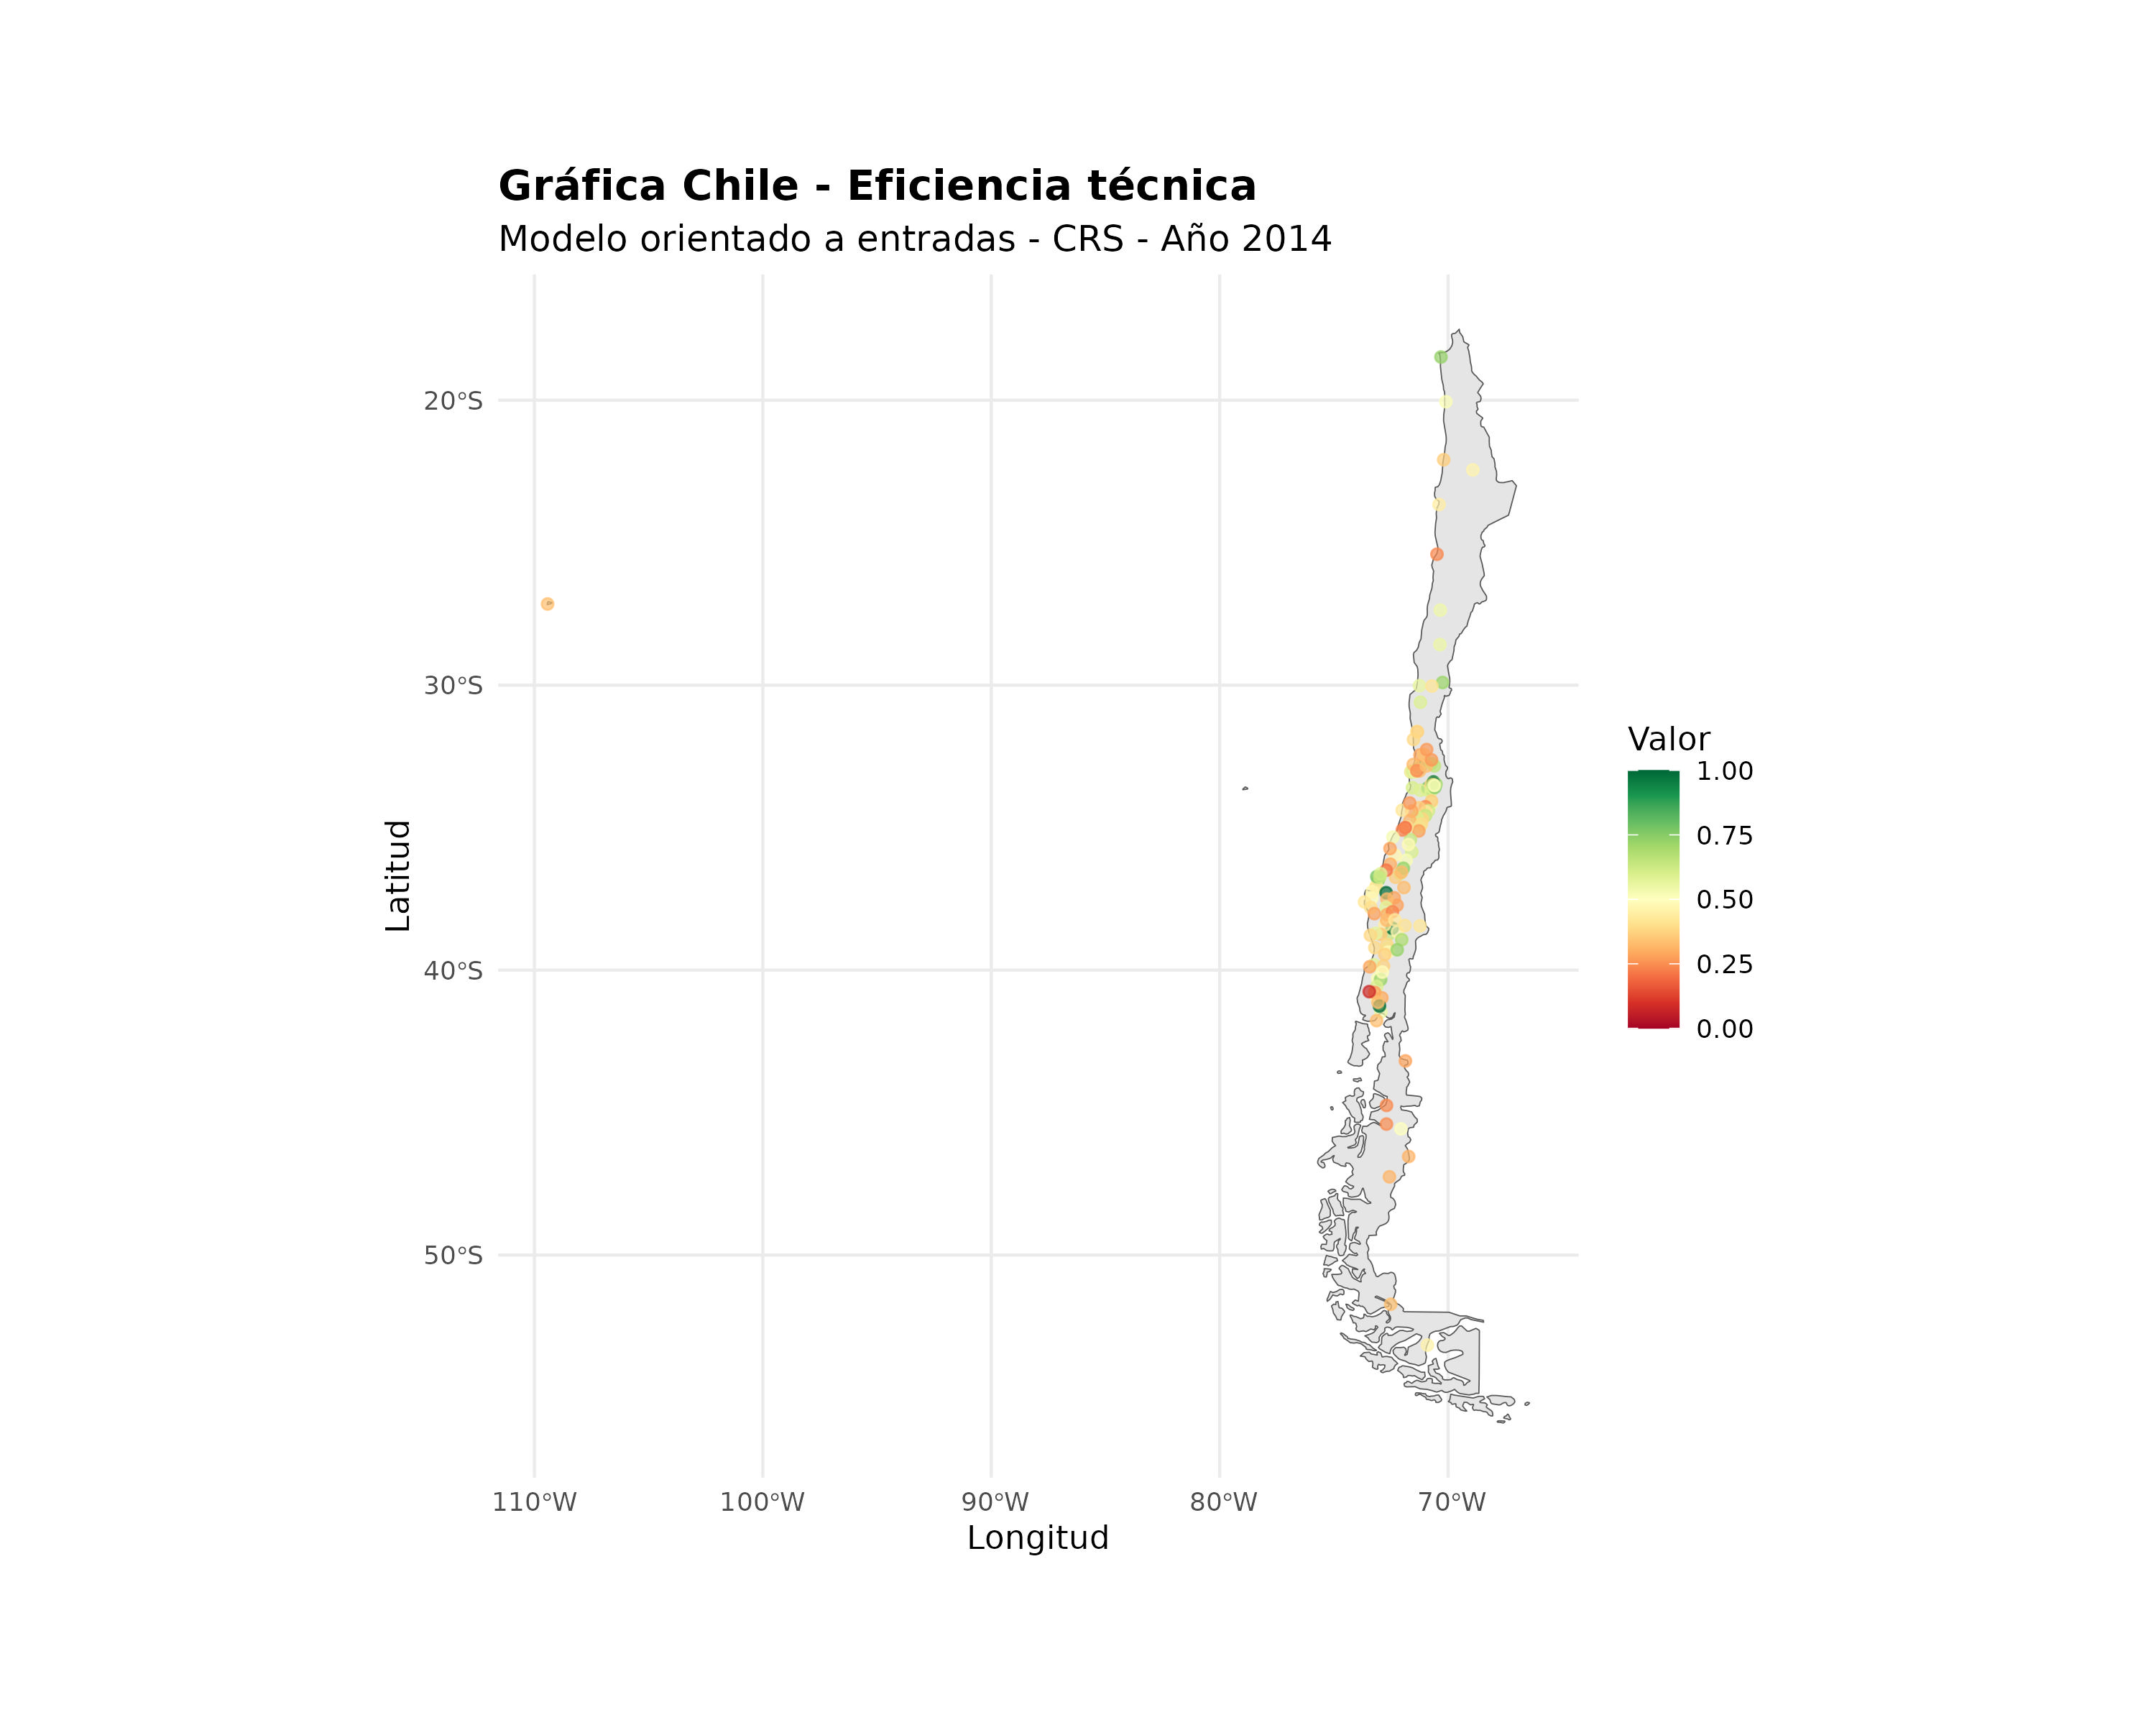 Gráfica Chile - Eficiencia técnica
Modelo orientado a entradas - CRS - Año 2014
20°S
30°S
40°S
50°S
Latitud
110°W
100°W
90°W
80°W
70°W
Longitud
Valor
1.00
0.75
0.50
0.25
0.00